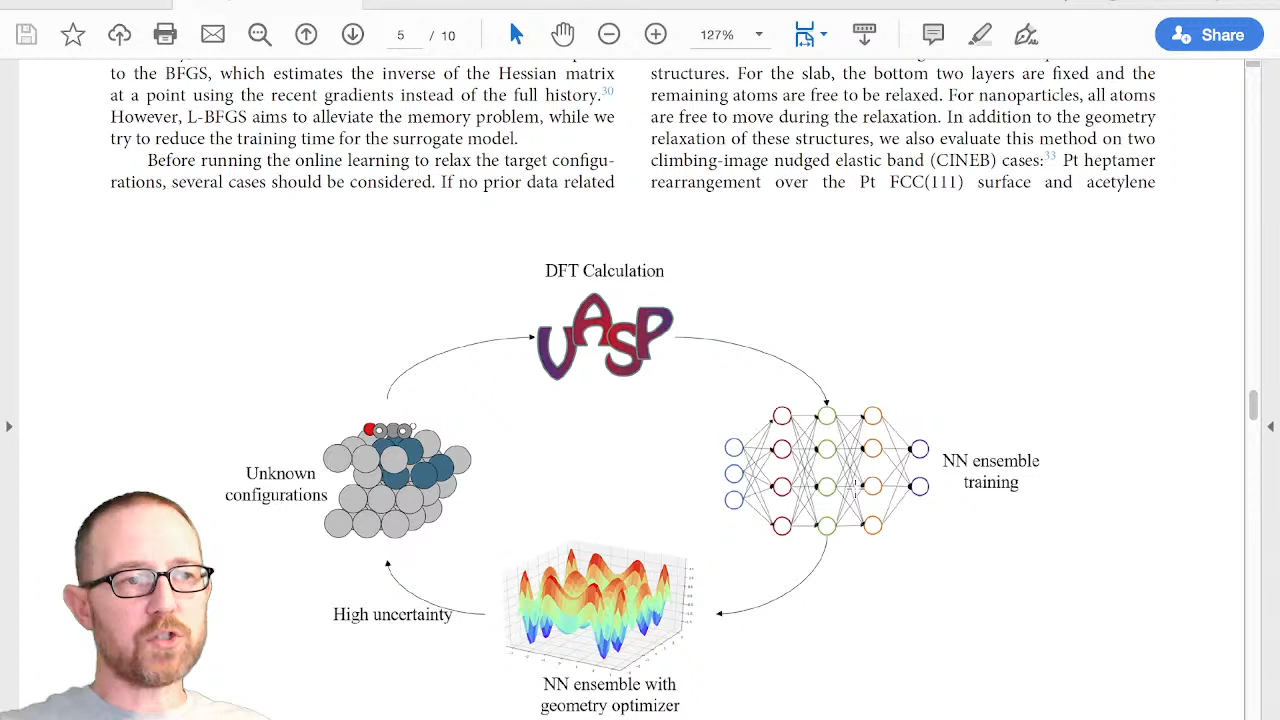 5 / 10
127%
Share
to the BFGS, which estimates the inverse of the Hessian matrix
at a point using the recent gradients instead of the full history.30
However, L-BFGS aims to alleviate the memory problem, while we
try to reduce the training time for the surrogate model.
Before running the online learning to relax the target configu-
rations, several cases should be considered. If no prior data related
structures. For the slab, the bottom two layers are fixed and the
remaining atoms are free to be relaxed. For nanoparticles, all atoms
are free to move during the relaxation. In addition to the geometry
relaxation of these structures, we also evaluate this method on two
climbing-image nudged elastic band (CINEB) cases:33 Pt heptamer
rearrangement over the Pt FCC(111) surface and acetylene
DFT Calculation
VASP
Unknown
configurations
NN ensemble
training
High uncertainty
NN ensemble with
geometry optimizer